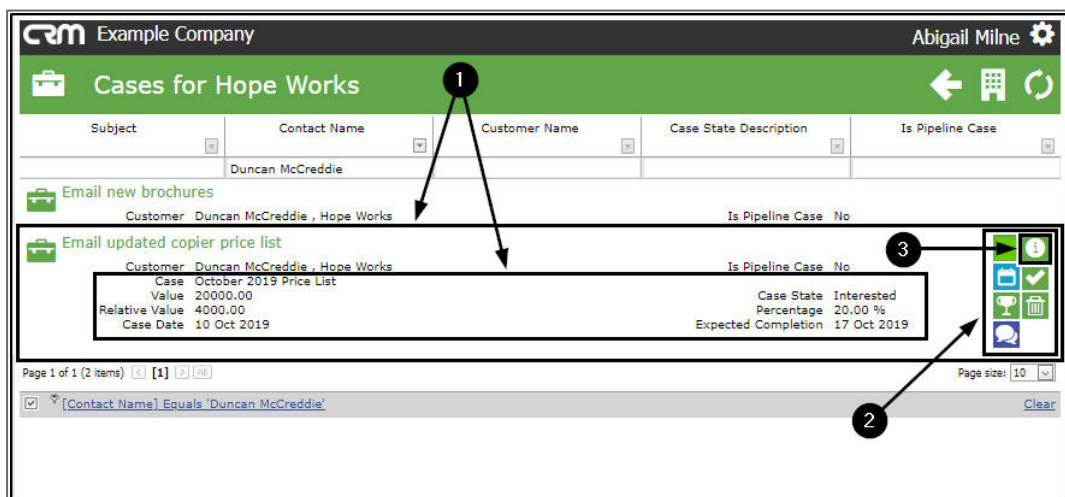 CRM Example Company Abigail Milne
Cases for Hope Works
1
Subject Contact Name Customer Name Case State Description Is Pipeline Case
Duncan McCreddie
Email new brochures
Customer Duncan McCreddie , Hope Works Is Pipeline Case No
Email updated copier price list
3
Customer Duncan McCreddie , Hope Works Is Pipeline Case No
Case October 2019 Price List
Value 20000.00 Case State Interested
Relative Value 4000.00 Percentage 20.00 %
Case Date 10 Oct 2019 Expected Completion 17 Oct 2019
Page 1 of 1 (2 items) < [1] > All Page size: 10
[Contact Name] Equals 'Duncan McCreddie' Clear
2